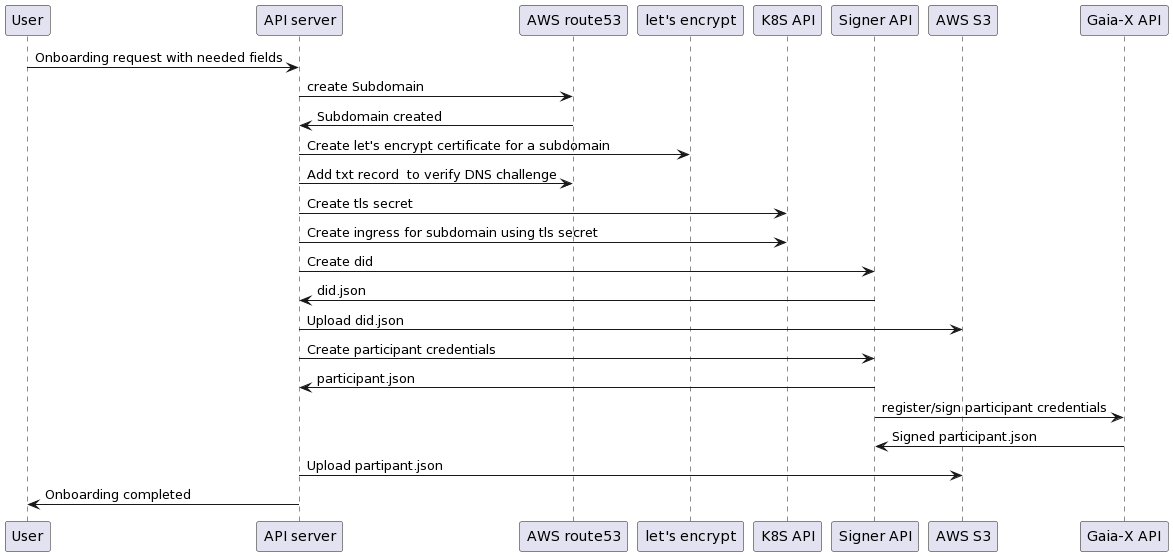 User API server AWS route53 let's encrypt K8S API Signer API AWS S3 Gaia-X API
Onboarding request with needed fields
create Subdomain
Subdomain created
Create let's encrypt certificate for a subdomain
Add txt record  to verify DNS challenge
Create tls secret
Create ingress for subdomain using tls secret
Create did
did.json
Upload did.json
Create participant credentials
participant.json
register/sign participant credentials
Signed participant.json
Upload partipant.json
Onboarding completed
User API server AWS route53 let's encrypt K8S API Signer API AWS S3 Gaia-X API